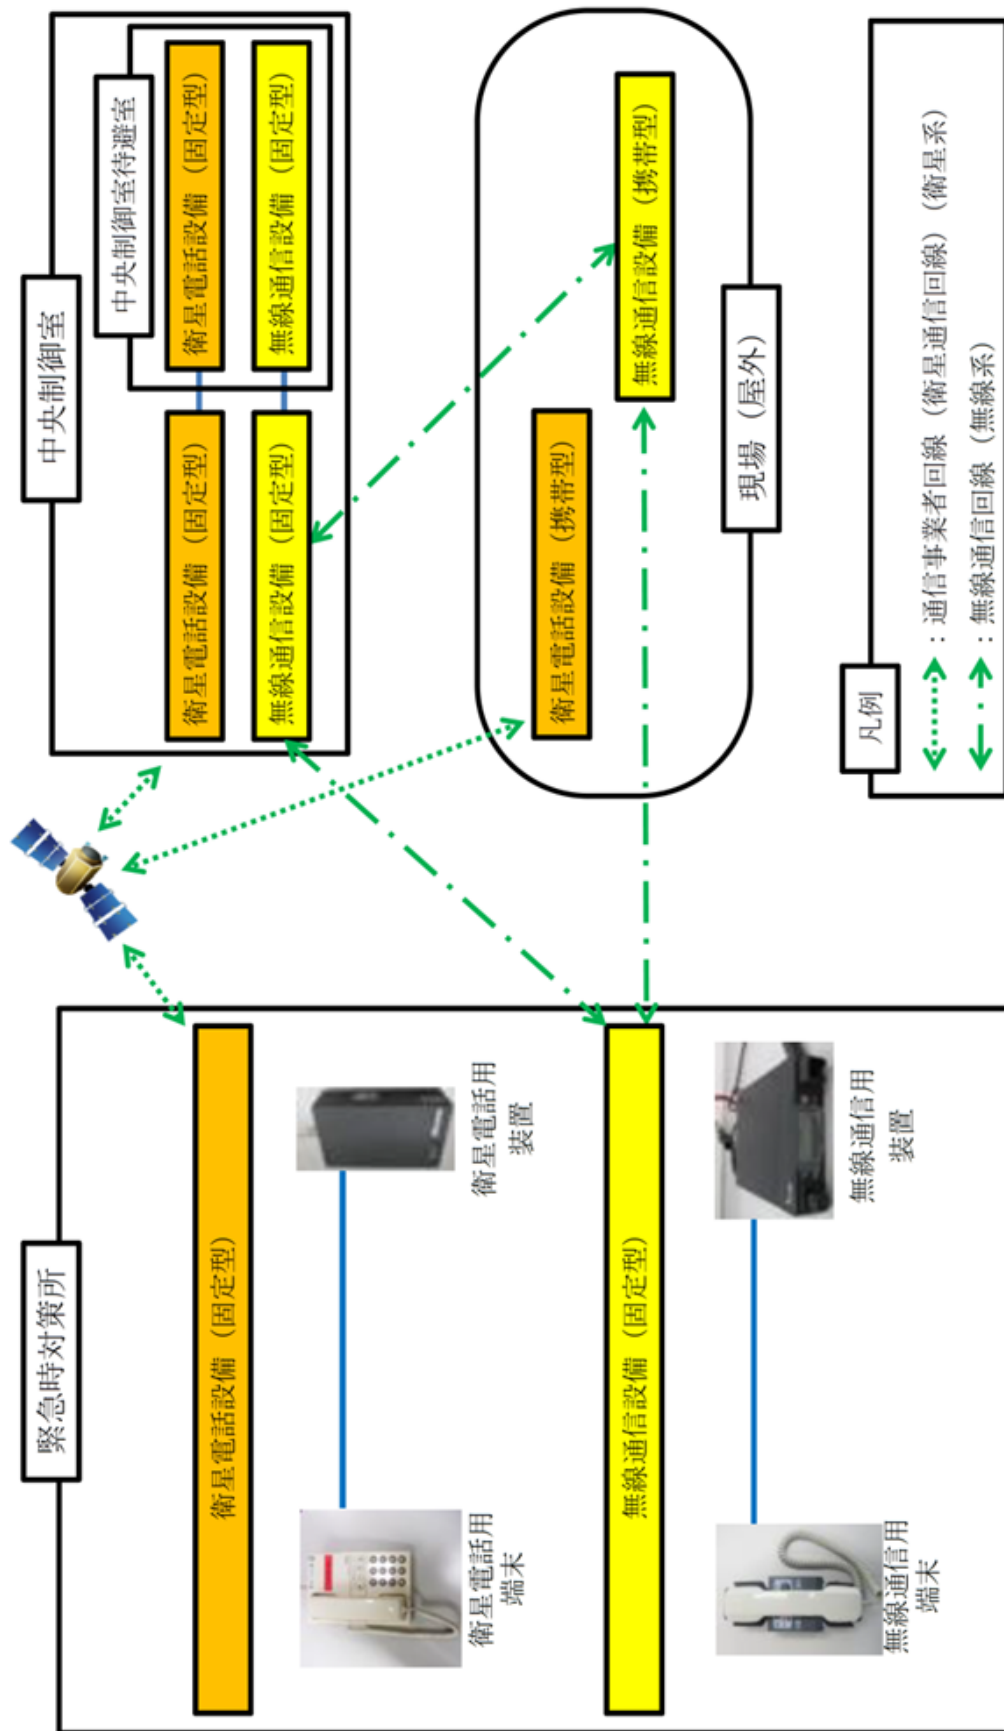 緊急時対策所
衛星電話設備（固定型）
衛星電話用
端末
衛星電話用
装置
無線通信設備（固定型）
無線通信用
端末
無線通信用
装置
中央制御室
中央制御室待避室
衛星電話設備（固定型）
衛星電話設備（固定型）
無線通信設備（固定型）
無線通信設備（固定型）
衛星電話設備（携帯型）
無線通信設備（携帯型）
現場（屋外）
凡例
：通信事業者回線（衛星通信回線）（衛星系）
：無線通信回線（無線系）